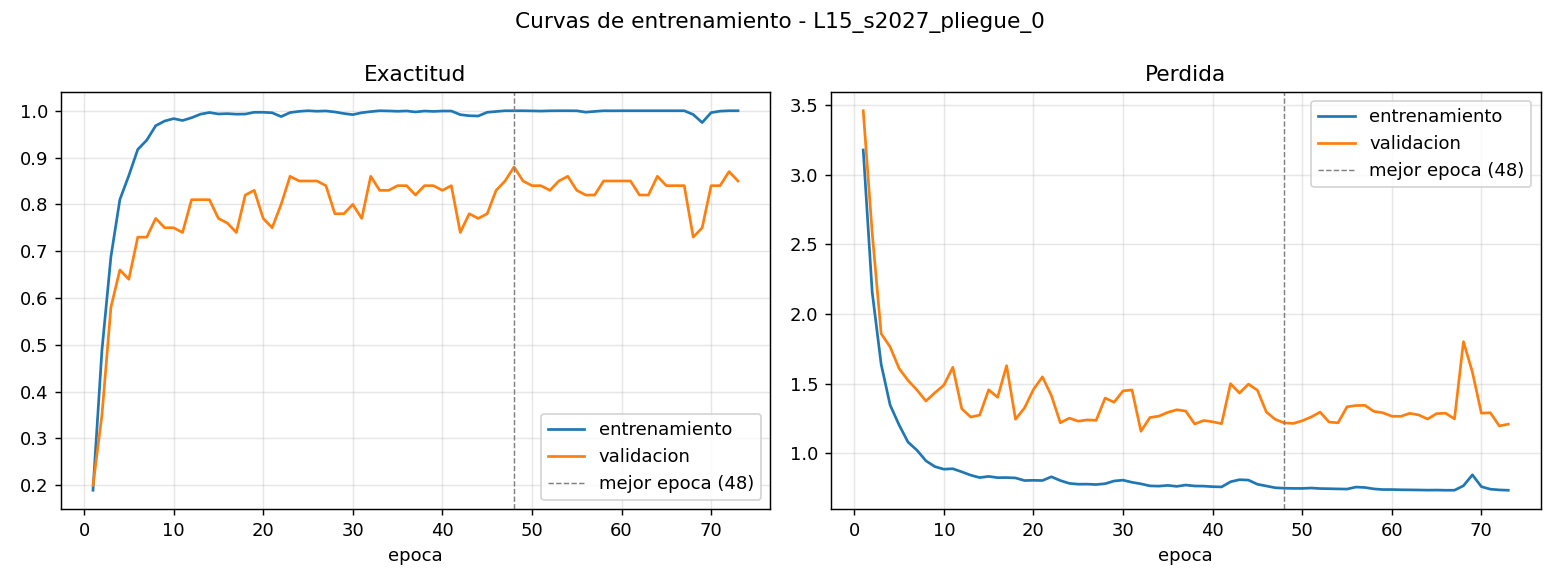 Curvas de entrenamiento - L15_s2027_pliegue_0
Exactitud
1.0
0.9
0.8
0.7
0.6
0.5
0.4
0.3
0.2
0 10 20 30 40 50 60 70
epoca
entrenamiento
validacion
mejor epoca (48)
Perdida
3.5
3.0
2.5
2.0
1.5
1.0
0 10 20 30 40 50 60 70
epoca
entrenamiento
validacion
mejor epoca (48)